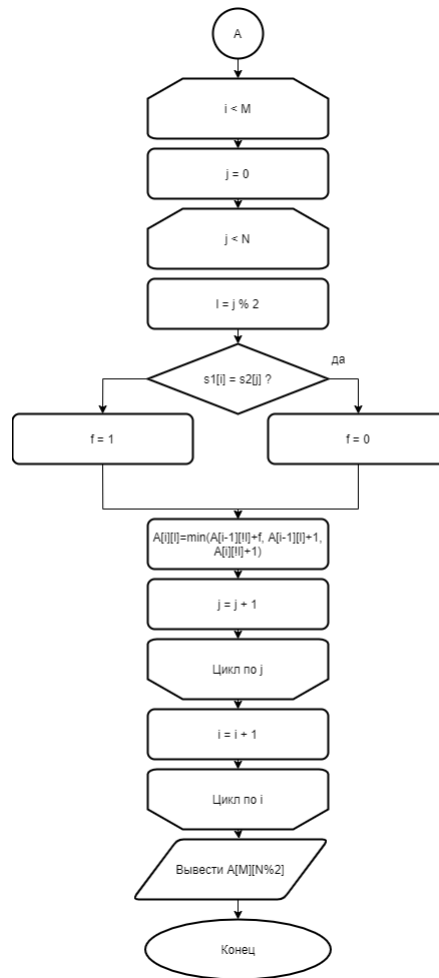 A
i < M
j = 0
j < N
l = j % 2
да
s1[i] = s2[j] ?
f = 1
f = 0
A[i][l]=min(A[i-1][!l]+f, A[i-1][l]+1,
A[i][!l]+1)
j = j + 1
Цикл по j
i = i + 1
Цикл по i
Вывести A[M][N%2]
Конец